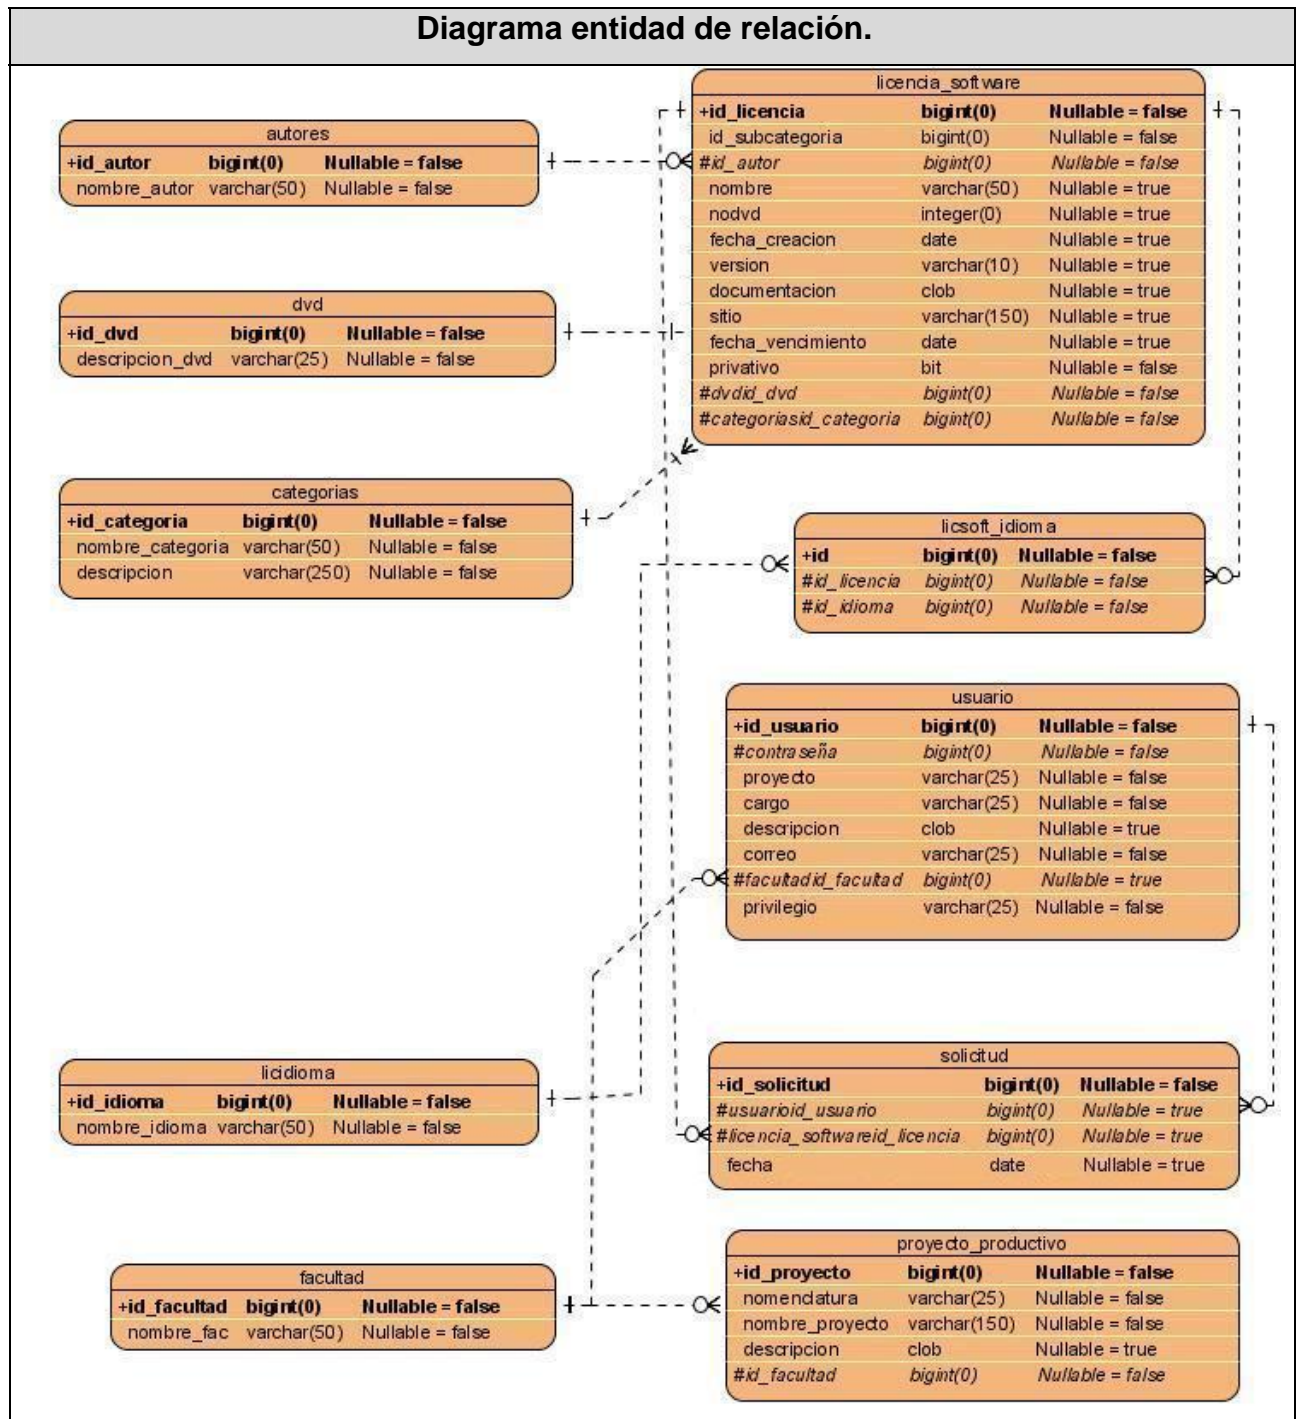 Diagrama entidad de relación.
licencia_software
+id_licencia bigint(0) Nullable = false
id_subcategoria bigint(0) Nullable = false
#id_autor bigint(0) Nullable = false
nombre varchar(50) Nullable = true
nodvd integer(0) Nullable = true
fecha_creacion date Nullable = true
version varchar(10) Nullable = true
documentacion clob Nullable = true
sitio varchar(150) Nullable = true
fecha_vencimiento date Nullable = true
privativo bit Nullable = false
#dvdid_dvd bigint(0) Nullable = false
#categoriasid_categoria bigint(0) Nullable = false
autores
+id_autor bigint(0) Nullable = false
nombre_autor varchar(50) Nullable = false
dvd
+id_dvd bigint(0) Nullable = false
descripcion_dvd varchar(25) Nullable = false
categorias
+id_categoria bigint(0) Nullable = false
nombre_categoria varchar(50) Nullable = false
descripcion varchar(250) Nullable = false
licsoft_idioma
+id bigint(0) Nullable = false
#id_licencia bigint(0) Nullable = false
#id_idioma bigint(0) Nullable = false
usuario
+id_usuario bigint(0) Nullable = false
#contraseña bigint(0) Nullable = false
proyecto varchar(25) Nullable = false
cargo varchar(25) Nullable = false
descripcion clob Nullable = true
correo varchar(25) Nullable = false
#facultadid_facultad bigint(0) Nullable = true
privilegio varchar(25) Nullable = false
licidioma
+id_idioma bigint(0) Nullable = false
nombre_idioma varchar(50) Nullable = false
solicitud
+id_solicitud bigint(0) Nullable = false
#usuarioid_usuario bigint(0) Nullable = true
#licencia_softwareid_licencia bigint(0) Nullable = true
fecha date Nullable = true
facultad
+id_facultad bigint(0) Nullable = false
nombre_fac varchar(50) Nullable = false
proyecto_productivo
+id_proyecto bigint(0) Nullable = false
nomenclatura varchar(25) Nullable = false
nombre_proyecto varchar(150) Nullable = false
descripcion clob Nullable = true
#id_facultad bigint(0) Nullable = false